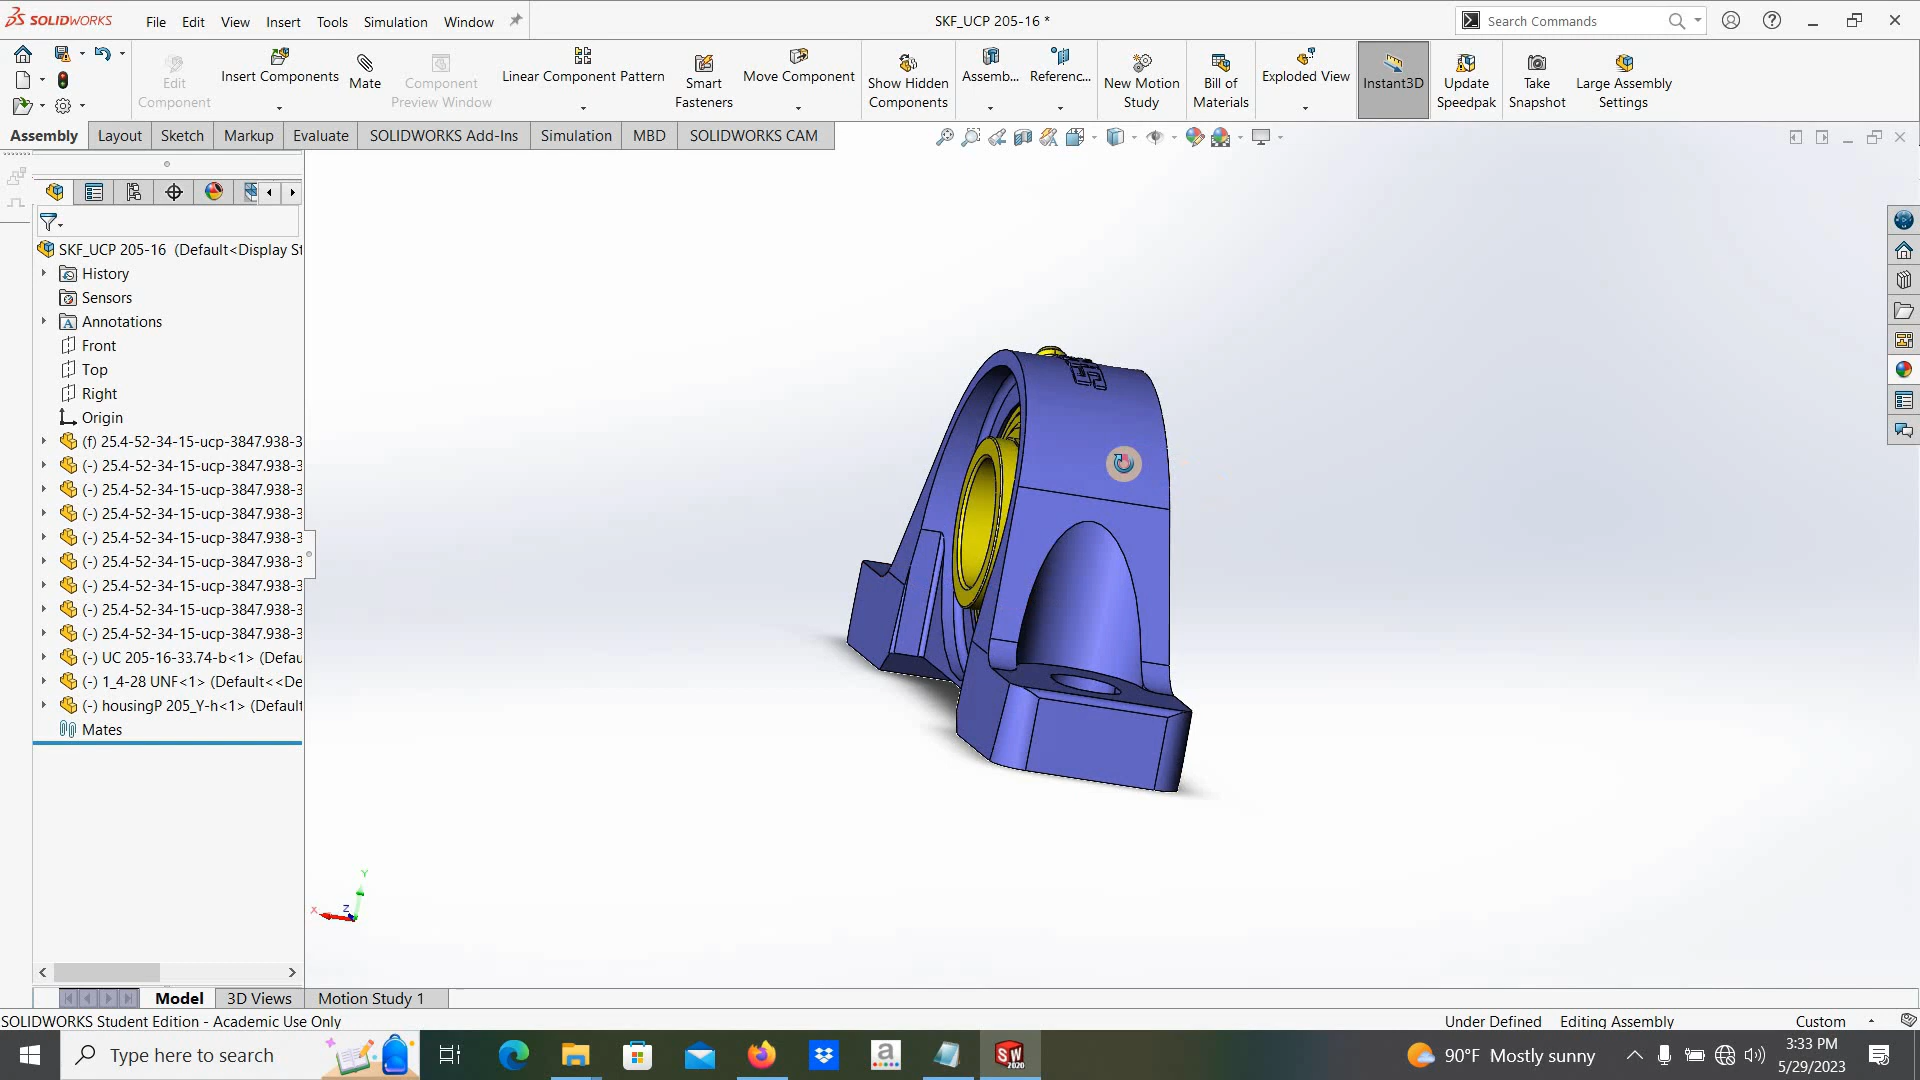 SOLIDWORKS
File Edit View Insert Tools Simulation Window
SKF_UCP 205-16 *
Search Commands
Edit Component
Insert Components
Mate
Component Preview Window
Linear Component Pattern
Smart Fasteners
Move Component
Show Hidden Components
Assemb...
Referenc...
New Motion Study
Bill of Materials
Exploded View
Instant3D
Update Speedpak
Take Snapshot
Large Assembly Settings
Assembly Layout Sketch Markup Evaluate SOLIDWORKS Add-Ins Simulation MBD SOLIDWORKS CAM
SKF_UCP 205-16 (Default<Display St
History
Sensors
Annotations
Front
Top
Right
Origin
(f) 25.4-52-34-15-ucp-3847.938-3
(-) 25.4-52-34-15-ucp-3847.938-3
(-) 25.4-52-34-15-ucp-3847.938-3
(-) 25.4-52-34-15-ucp-3847.938-3
(-) 25.4-52-34-15-ucp-3847.938-3
(-) 25.4-52-34-15-ucp-3847.938-3
(-) 25.4-52-34-15-ucp-3847.938-3
(-) 25.4-52-34-15-ucp-3847.938-3
(-) 25.4-52-34-15-ucp-3847.938-3
(-) UC 205-16-33.74-b<1> (Defau
(-) 1_4-28 UNF<1> (Default<<De
(-) housingP 205_Y-h<1> (Default
Mates
Y
X
Z
Model 3D Views Motion Study 1
SOLIDWORKS Student Edition - Academic Use Only
Under Defined Editing Assembly Custom
Type here to search
a
SW
2020
90°F Mostly sunny
3:33 PM
5/29/2023